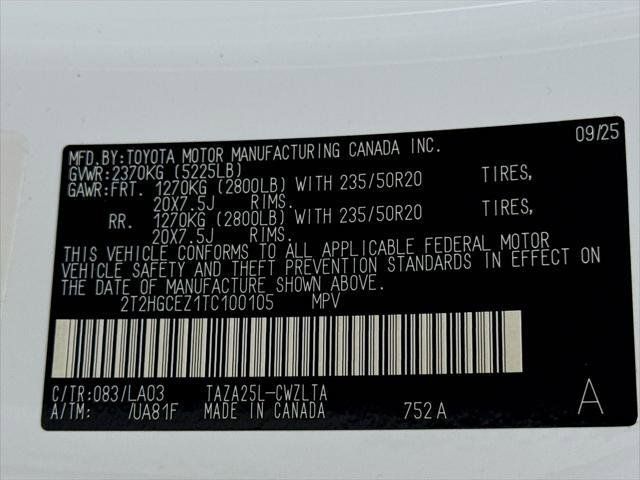 09/25
MFD.BY:TOYOTA MOTOR MANUFACTURING CANADA INC.
GVWR:2370KG (5225LB)
GAWR:FRT. 1270KG (2800LB) WITH 235/50R20 TIRES,
20X7.5J RIMS.
RR. 1270KG (2800LB) WITH 235/50R20 TIRES,
20X7.5J RIMS.
THIS VEHICLE CONFORMS TO ALL APPLICABLE FEDERAL MOTOR
VEHICLE SAFETY AND THEFT PREVENTION STANDARDS IN EFFECT ON
THE DATE OF MANUFACTURE SHOWN ABOVE.
2T2HGCEZ1TC100105 MPV
C/TR:083/LA03 TAZA25L-CWZLTA
A/TM: /UA81F MADE IN CANADA 752A A